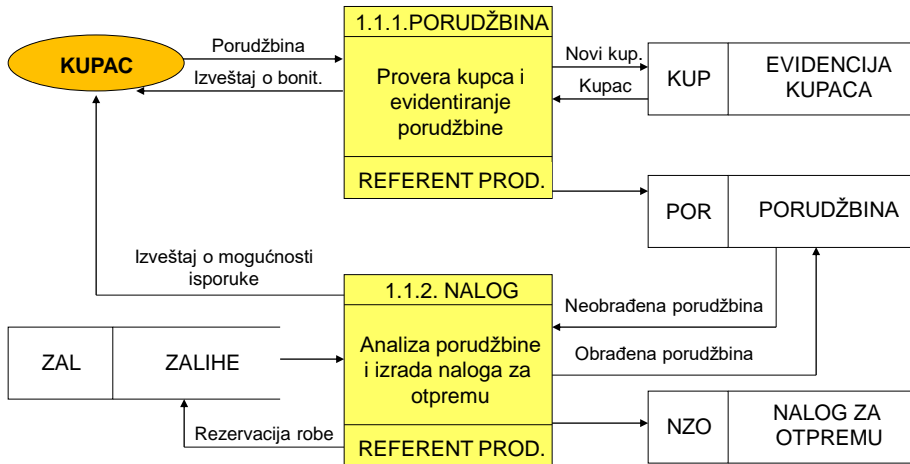 1.1.1.PORUDŽBINA
KUPAC
Porudžbina
Izveštaj o bonit.
Provera kupca i
evidentiranje
porudžbine
REFERENT PROD.
Novi kup.
Kupac
KUP
EVIDENCIJA
KUPACA
POR
PORUDŽBINA
Izveštaj o mogućnosti
isporuke
1.1.2. NALOG
Analiza porudžbine
i izrada naloga za
otpremu
REFERENT PROD.
Neobrađena porudžbina
Obrađena porudžbina
ZAL
ZALIHE
Rezervacija robe
NZO
NALOG ZA
OTPREMU